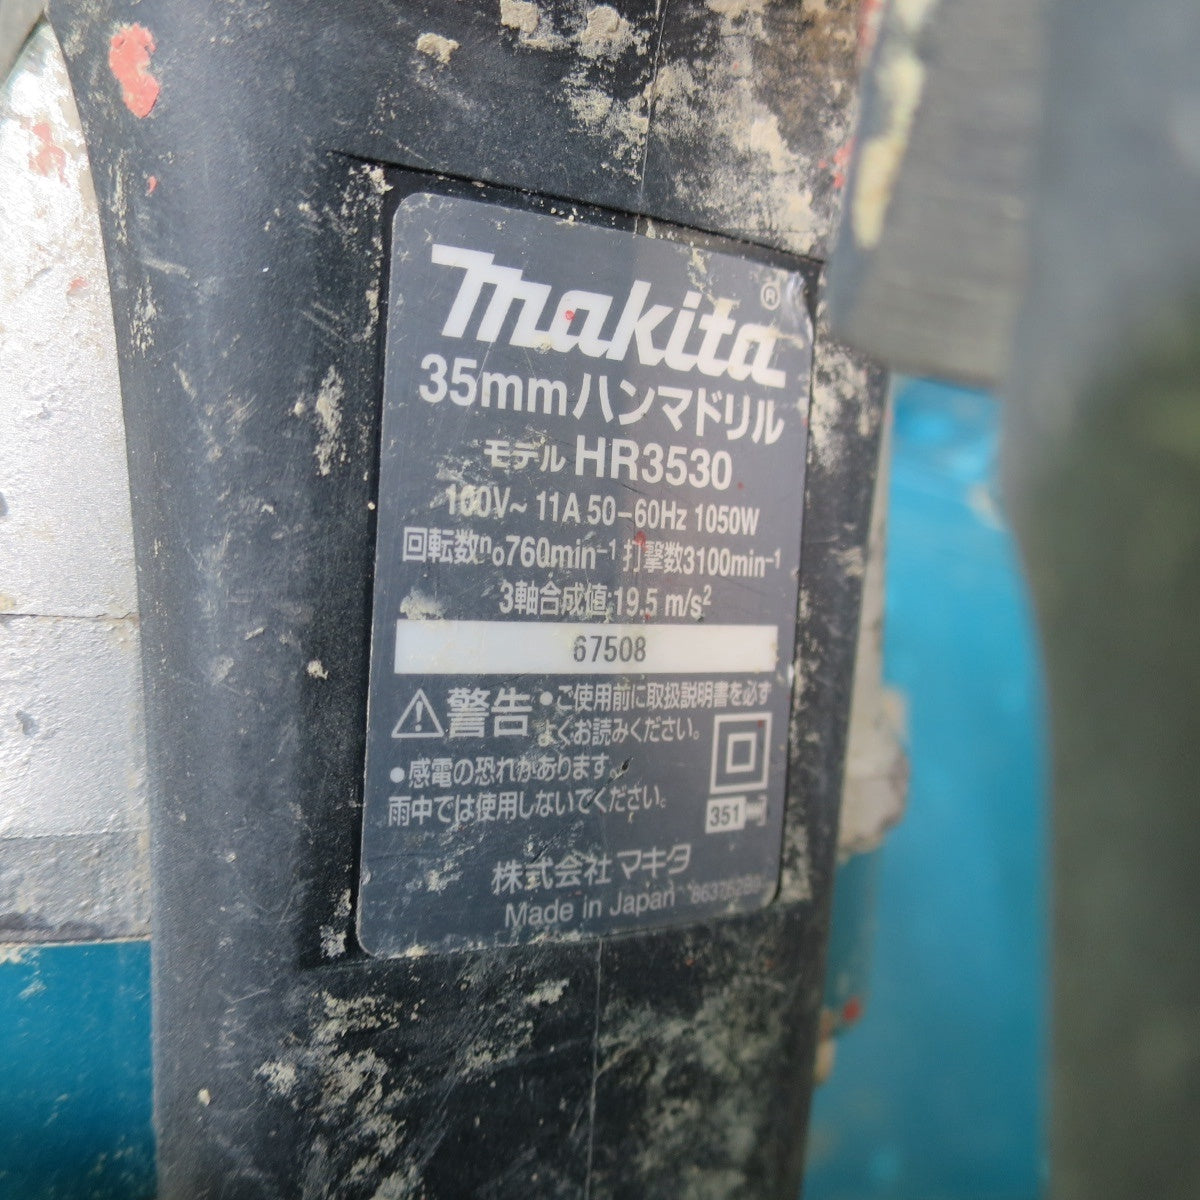 makita®
35mmハンマドリル
モデル HR3530
100V~ 11A 50-60Hz 1050W
回転数no760min-1 打撃数3100min-1
3軸合成値:19.5 m/s2
67508
⚠警告 •ご使用前に取扱説明書を必ず
よくお読みください。
•感電の恐れがあります。
雨中では使用しないでください。
351
株式会社マキタ
Made in Japan